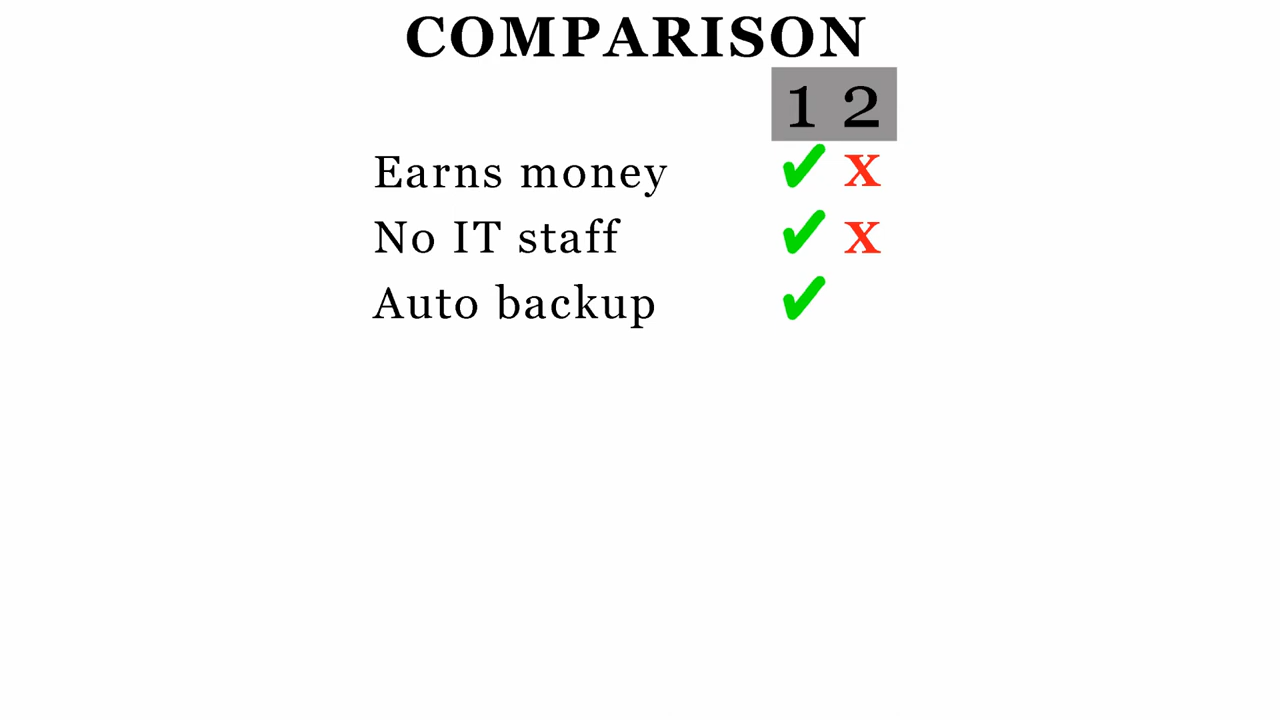 COMPARISON
1 2
Earns money ✔ X
No IT staff ✔ X
Auto backup ✔